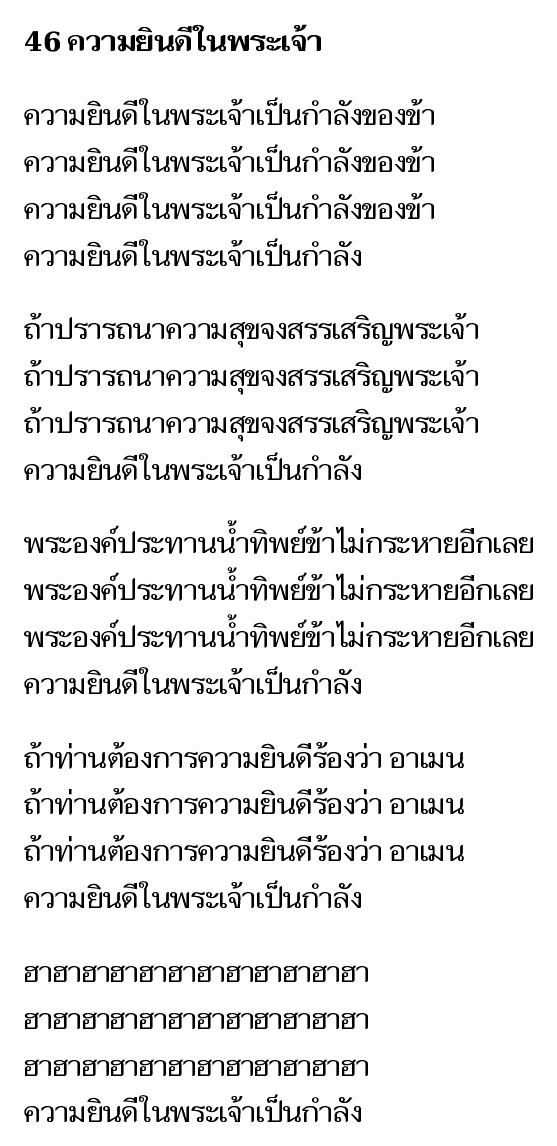 46 ความยินดีในพระเจ้า
ความยินดีในพระเจ้าเป็นกำลังของข้า
ความยินดีในพระเจ้าเป็นกำลังของข้า
ความยินดีในพระเจ้าเป็นกำลังของข้า
ความยินดีในพระเจ้าเป็นกำลัง
ถ้าปรารถนาความสุขจงสรรเสริญพระเจ้า
ถ้าปรารถนาความสุขจงสรรเสริญพระเจ้า
ถ้าปรารถนาความสุขจงสรรเสริญพระเจ้า
ความยินดีในพระเจ้าเป็นกำลัง
พระองค์ประทานน้ำทิพย์ข้าไม่กระหายอีกเลย
พระองค์ประทานน้ำทิพย์ข้าไม่กระหายอีกเลย
พระองค์ประทานน้ำทิพย์ข้าไม่กระหายอีกเลย
ความยินดีในพระเจ้าเป็นกำลัง
ถ้าท่านต้องการความยินดีร้องว่า อาเมน
ถ้าท่านต้องการความยินดีร้องว่า อาเมน
ถ้าท่านต้องการความยินดีร้องว่า อาเมน
ความยินดีในพระเจ้าเป็นกำลัง
ฮาฮาฮาฮาฮาฮาฮาฮาฮาฮาฮาฮา
ฮาฮาฮาฮาฮาฮาฮาฮาฮาฮาฮาฮา
ฮาฮาฮาฮาฮาฮาฮาฮาฮาฮาฮาฮา
ความยินดีในพระเจ้าเป็นกำลัง